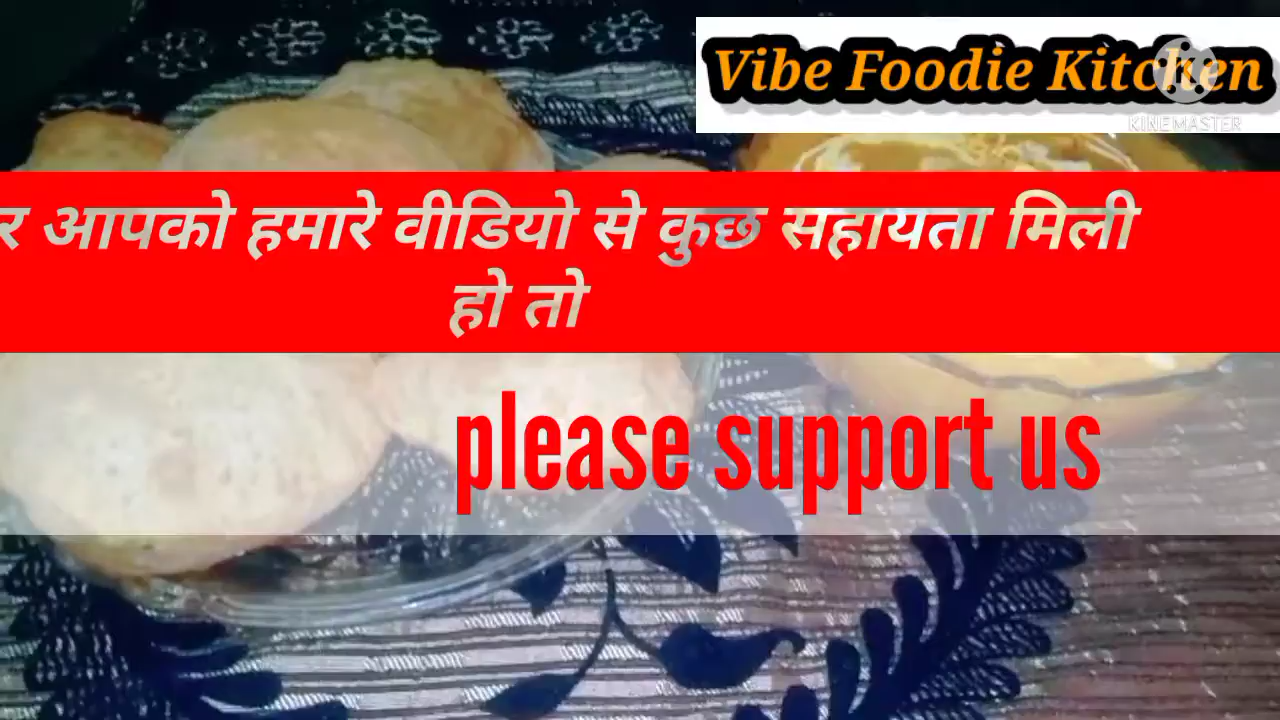 Vibe Foodie Kitchen
KINEMASTER
र आपको हमारे वीडियो से कुछ सहायता मिली
हो तो
please support us